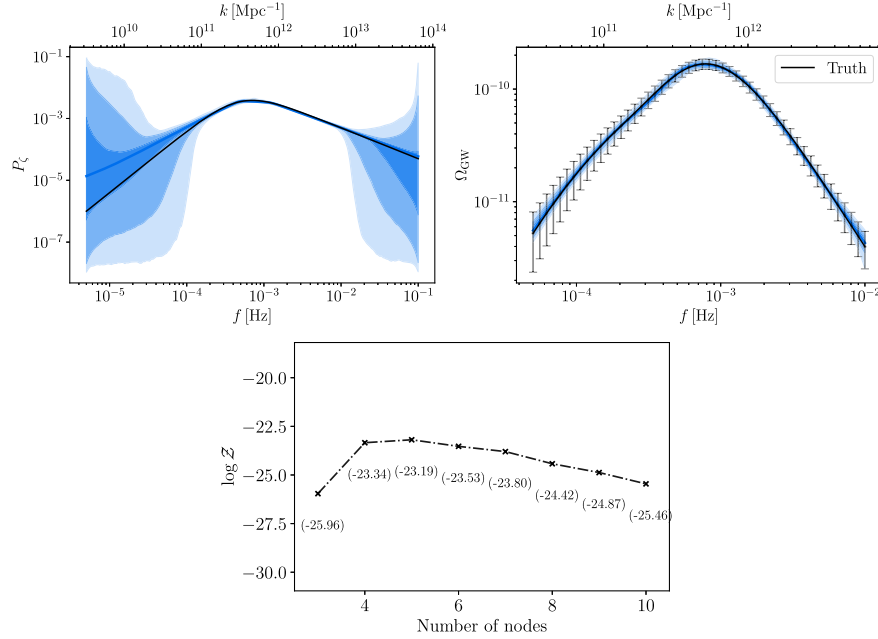 k [Mpc⁻¹]
10¹⁰ 10¹¹ 10¹² 10¹³ 10¹⁴
10⁻¹
10⁻³
10⁻⁵
10⁻⁷
P_ζ
10⁻⁵ 10⁻⁴ 10⁻³ 10⁻² 10⁻¹
f [Hz]
k [Mpc⁻¹]
10¹¹ 10¹²
Truth
10⁻¹⁰
10⁻¹¹
Ω_GW
10⁻⁴ 10⁻³ 10⁻²
f [Hz]
−20.0
−22.5
−25.0
−27.5
−30.0
log 𝒵
(-25.96)
(-23.34)
(-23.19)
(-23.53)
(-23.80)
(-24.42)
(-24.87)
(-25.46)
4 6 8 10
Number of nodes